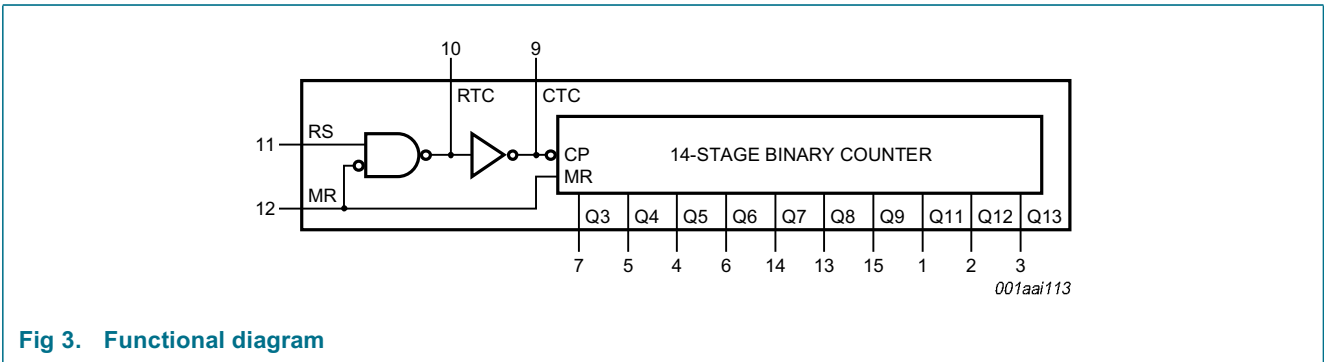 10 9
RTC CTC
11 RS
CP 14-STAGE BINARY COUNTER
MR
12 MR
Q3 Q4 Q5 Q6 Q7 Q8 Q9 Q11 Q12 Q13
7 5 4 6 14 13 15 1 2 3
001aai113
Fig 3. Functional diagram